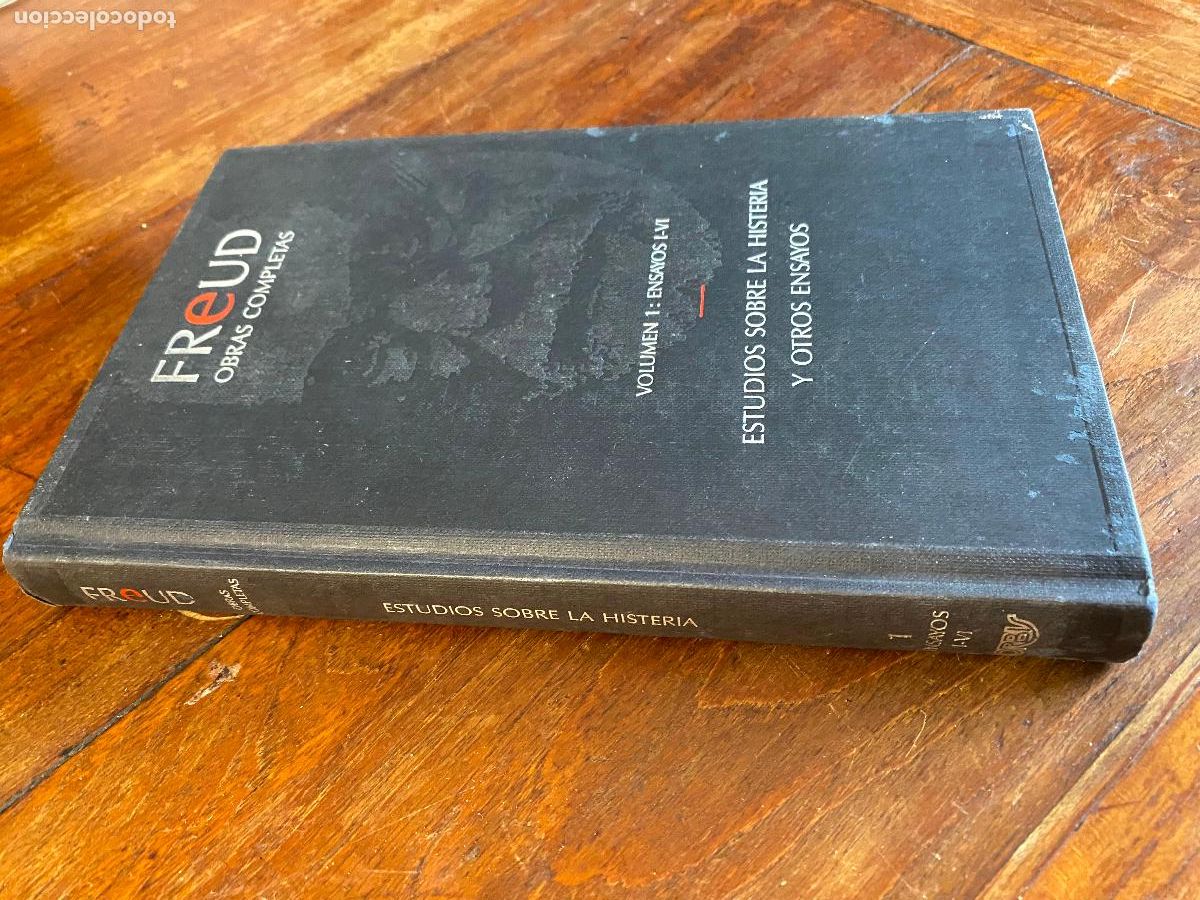 FReUD
OBRAS COMPLETAS
VOLUMEN 1: ENSAYOS I-VI
ESTUDIOS SOBRE LA HISTERIA
Y OTROS ENSAYOS
FReUD
OBRAS
COMPLETAS
ESTUDIOS SOBRE LA HISTERIA
1
ENSAYOS
I-VI
ORBIS
todocoleccion